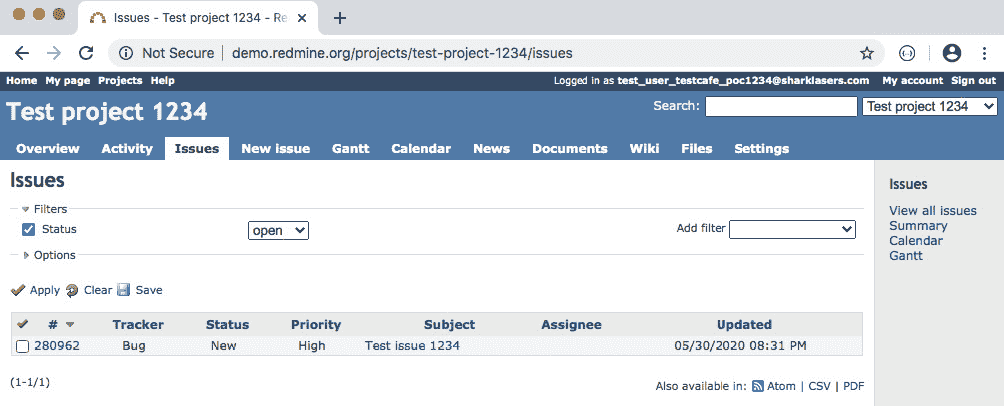 Issues - Test project 1234 - Re
Not Secure | demo.redmine.org/projects/test-project-1234/issues
Home My page Projects Help Logged in as test_user_testcafe_poc1234@sharklasers.com My account Sign out
Test project 1234 Search: Test project 1234
Overview Activity Issues New issue Gantt Calendar News Documents Wiki Files Settings
Issues
Filters
Status open Add filter
Options
Apply Clear Save
# Tracker Status Priority Subject Assignee Updated
280962 Bug New High Test issue 1234 05/30/2020 08:31 PM
(1-1/1)
Also available in: Atom | CSV | PDF
Issues
View all issues
Summary
Calendar
Gantt